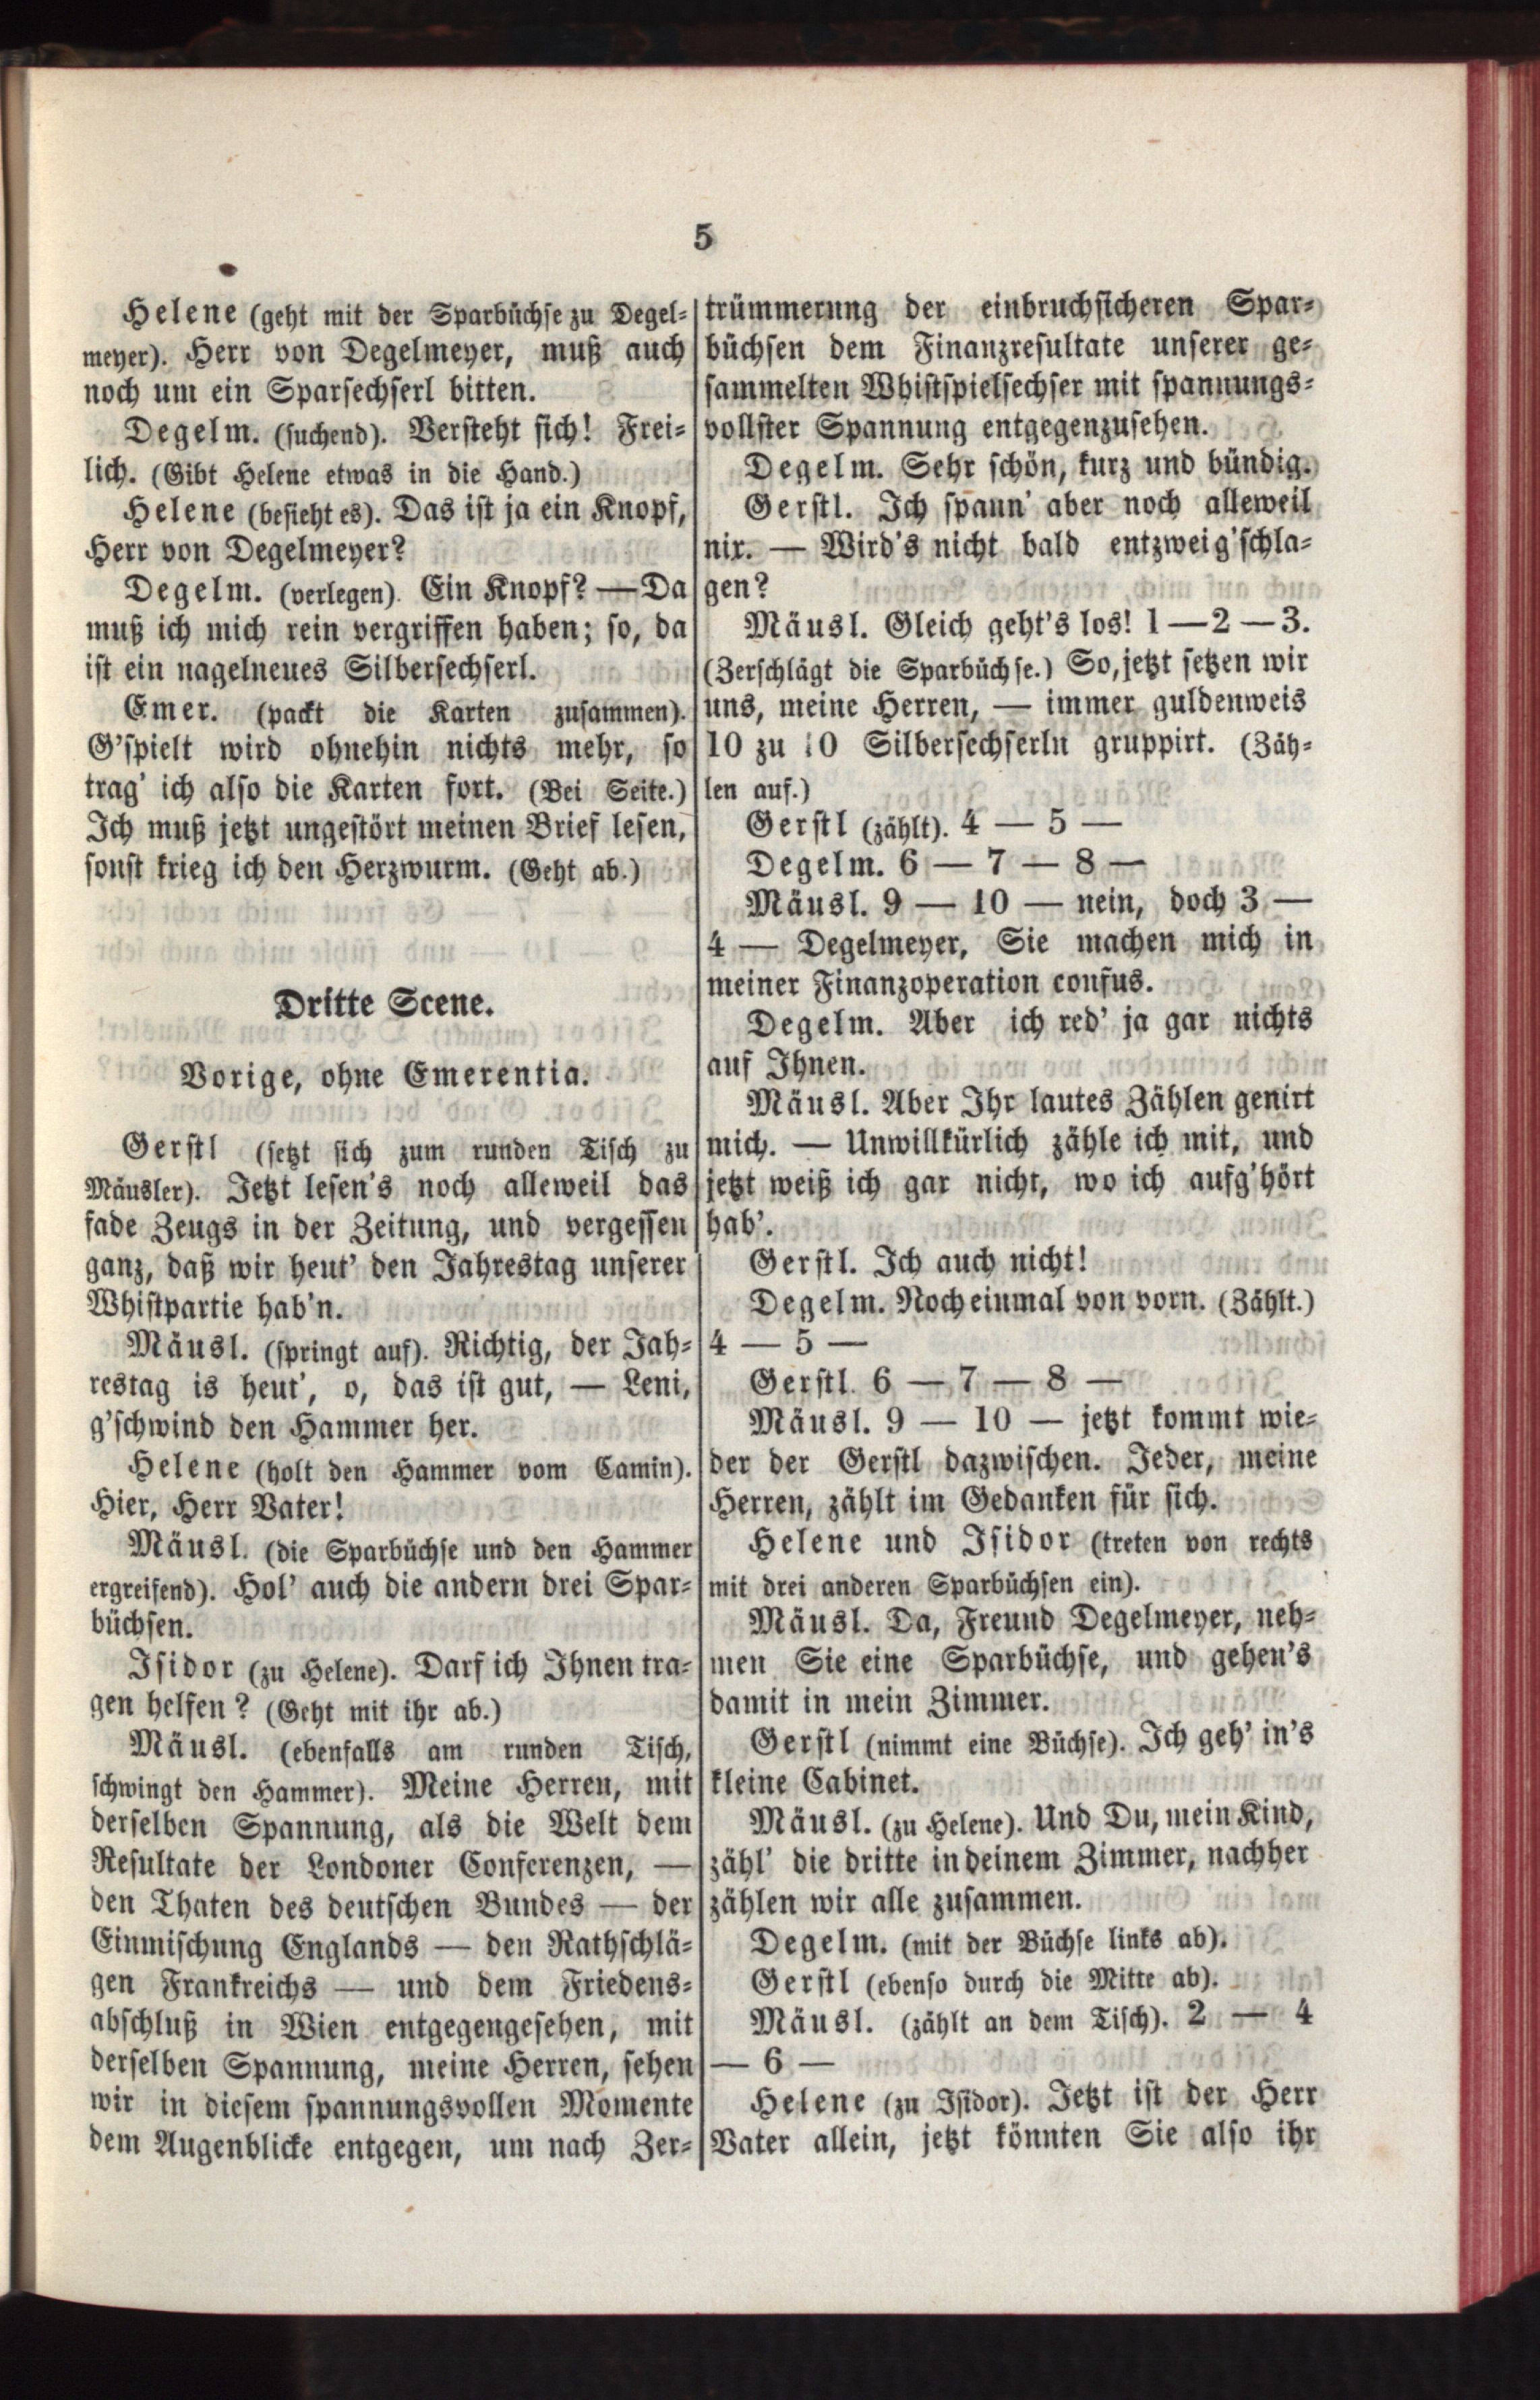 5
Helene (geht mit der Sparbüchse zu Degel-
meyer). Herr von Degelmeyer, muß auch
noch um ein Sparsechserl bitten.
Degelm. (suchend). Versteht sich! Frei-
lich. (Gibt Helene etwas in die Hand.)
Helene (besieht es). Das ist ja ein Knopf,
Herr von Degelmeyer?
Degelm. (verlegen). Ein Knopf? — Da
muß ich mich rein vergriffen haben; so, da
ist ein nagelneues Silbersechserl.
Emer. (packt die Karten zusammen).
G'spielt wird ohnehin nichts mehr, so
trag' ich also die Karten fort. (Bei Seite.)
Ich muß jetzt ungestört meinen Brief lesen,
sonst krieg ich den Herzwurm. (Geht ab.)
Dritte Scene.
Vorige, ohne Emerentia.
Gerstl (setzt sich zum runden Tisch zu
Mäusler). Jetzt lesen's noch alleweil das
fade Zeugs in der Zeitung, und vergessen
ganz, daß wir heut' den Jahrestag unserer
Whistpartie hab'n.
Mäusl. (springt auf). Richtig, der Jah-
restag is heut', o, das ist gut, — Leni,
g'schwind den Hammer her.
Helene (holt den Hammer vom Camin).
Hier, Herr Vater!
Mäusl. (die Sparbüchse und den Hammer
ergreifend). Hol' auch die andern drei Spar-
büchsen.
Isidor (zu Helene). Darf ich Ihnen tra-
gen helfen? (Geht mit ihr ab.)
Mäusl. (ebenfalls am runden Tisch,
schwingt den Hammer). Meine Herren, mit
derselben Spannung, als die Welt dem
Resultate der Londoner Conferenzen, —
den Thaten des deutschen Bundes — der
Einmischung Englands — den Rathschlä-
gen Frankreichs — und dem Friedens-
abschluß in Wien entgegengesehen, mit
derselben Spannung, meine Herren, sehen
wir in diesem spannungsvollen Momente
dem Augenblicke entgegen, um nach Zer-
trümmerung der einbruchsicheren Spar-
büchsen dem Finanzresultate unserer ge-
sammelten Whistspielsechser mit spannungs-
vollster Spannung entgegenzusehen.
Degelm. Sehr schön, kurz und bündig.
Gerstl. Ich spann' aber noch alleweil
nix. — Wird's nicht bald entzweig'schla-
gen?
Mäusl. Gleich geht's los! 1 — 2 — 3.
(Zerschlägt die Sparbüchse.) So, jetzt setzen wir
uns, meine Herren, — immer guldenweis
10 zu 10 Silbersechserln gruppirt. (Zäh-
len auf.)
Gerstl (zählt). 4 — 5 —
Degelm. 6 — 7 — 8 —
Mäusl. 9 — 10 — nein, doch 3 —
4 — Degelmeyer, Sie machen mich in
meiner Finanzoperation confus.
Degelm. Aber ich red' ja gar nichts
auf Ihnen.
Mäusl. Aber Ihr lautes Zählen genirt
mich. — Unwillkürlich zähle ich mit, und
jetzt weiß ich gar nicht, wo ich aufg'hört
hab'.
Gerstl. Ich auch nicht!
Degelm. Noch einmal von vorn. (Zählt.)
4 — 5 —
Gerstl. 6 — 7 — 8 —
Mäusl. 9 — 10 — jetzt kommt wie-
der der Gerstl dazwischen. Jeder, meine
Herren, zählt im Gedanken für sich.
Helene und Isidor (treten von rechts
mit drei anderen Sparbüchsen ein).
Mäusl. Da, Freund Degelmeyer, neh-
men Sie eine Sparbüchse, und gehen's
damit in mein Zimmer.
Gerstl (nimmt eine Büchse). Ich geh' in's
kleine Cabinet.
Mäusl. (zu Helene). Und Du, mein Kind,
zähl' die dritte in deinem Zimmer, nachher
zählen wir alle zusammen.
Degelm. (mit der Büchse links ab).
Gerstl (ebenso durch die Mitte ab).
Mäusl. (zählt an dem Tisch). 2 — 4
— 6 —
Helene (zu Isidor). Jetzt ist der Herr
Vater allein, jetzt könnten Sie also ihr